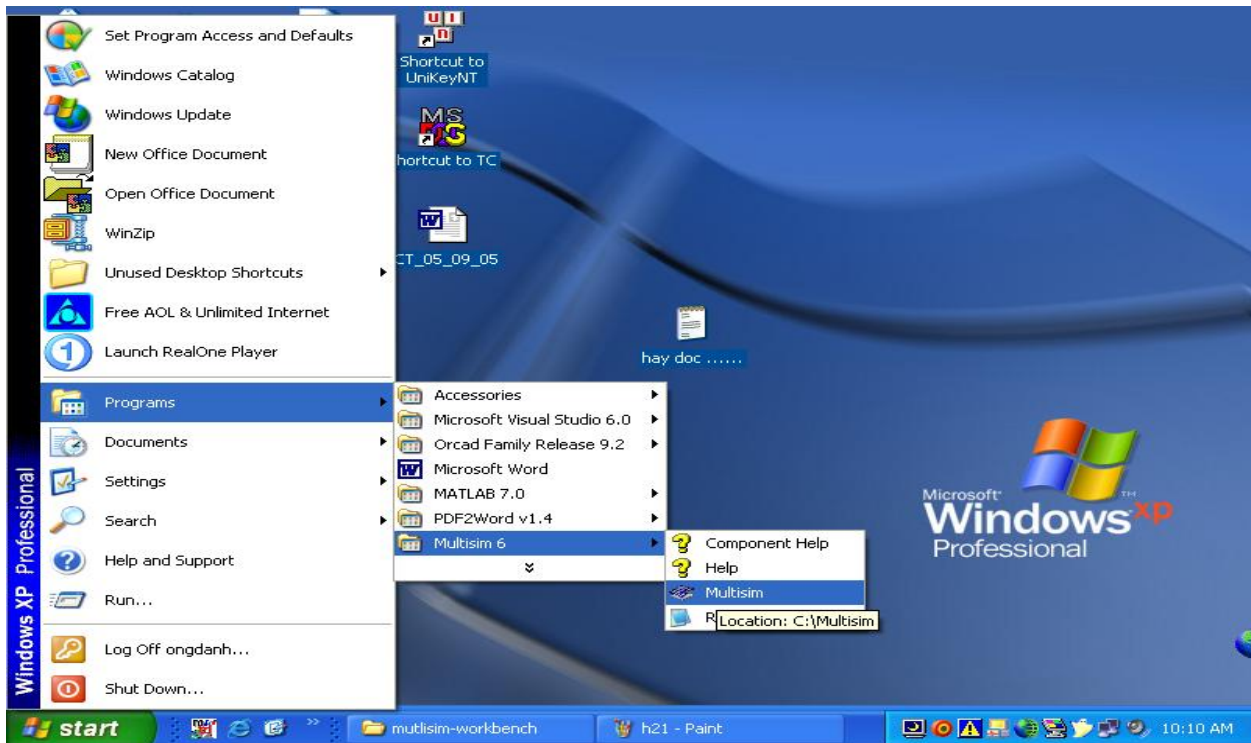 Set Program Access and Defaults
Windows Catalog
Windows Update
New Office Document
Open Office Document
WinZip
Unused Desktop Shortcuts
Free AOL & Unlimited Internet
Launch RealOne Player
Programs
Documents
Settings
Search
Help and Support
Run...
Log Off ongdanh...
Shut Down...
Windows XP Professional
Accessories
Microsoft Visual Studio 6.0
Orcad Family Release 9.2
Microsoft Word
MATLAB 7.0
PDF2Word v1.4
Multisim 6
Component Help
Help
Multisim
R
Location: C:\Multisim
Shortcut to
UniKeyNT
MS
hortcut to TC
CT_05_09_05
hay doc ......
Microsoft
Windows xp
Professional
start
mutlisim-workbench
h21 - Paint
10:10 AM